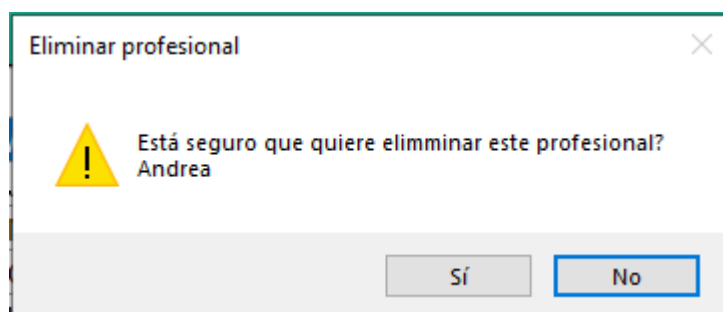 Eliminar profesional
Está seguro que quiere elimminar este profesional?
Andrea
Sí
No